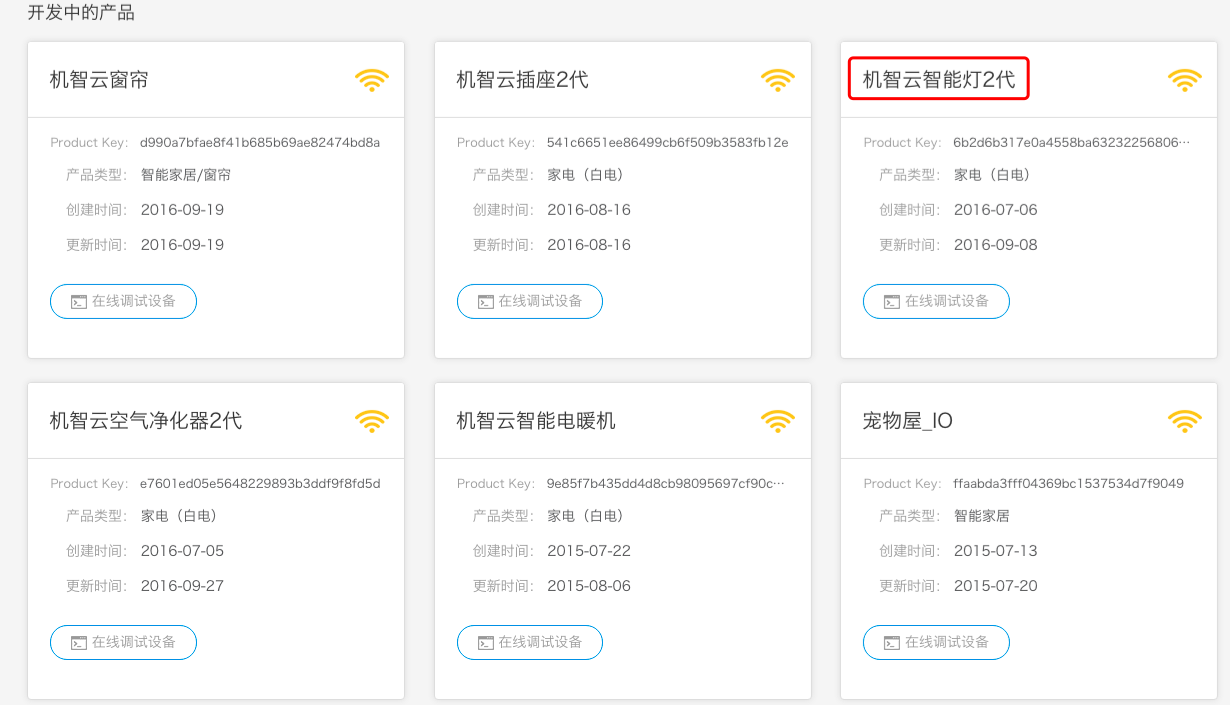 开发中的产品
机智云窗帘
Product Key: d990a7bfae8f41b685b69ae82474bd8a
产品类型: 智能家居/窗帘
创建时间: 2016-09-19
更新时间: 2016-09-19
在线调试设备
机智云插座2代
Product Key: 541c6651ee86499cb6f509b3583fb12e
产品类型: 家电（白电）
创建时间: 2016-08-16
更新时间: 2016-08-16
在线调试设备
机智云智能灯2代
Product Key: 6b2d6b317e0a4558ba63232256806···
产品类型: 家电（白电）
创建时间: 2016-07-06
更新时间: 2016-09-08
在线调试设备
机智云空气净化器2代
Product Key: e7601ed05e5648229893b3ddf9f8fd5d
产品类型: 家电（白电）
创建时间: 2016-07-05
更新时间: 2016-09-27
在线调试设备
机智云智能电暖机
Product Key: 9e85f7b435dd4d8cb98095697cf90c···
产品类型: 家电（白电）
创建时间: 2015-07-22
更新时间: 2015-08-06
在线调试设备
宠物屋_IO
Product Key: ffaabda3fff04369bc1537534d7f9049
产品类型: 智能家居
创建时间: 2015-07-13
更新时间: 2015-07-20
在线调试设备